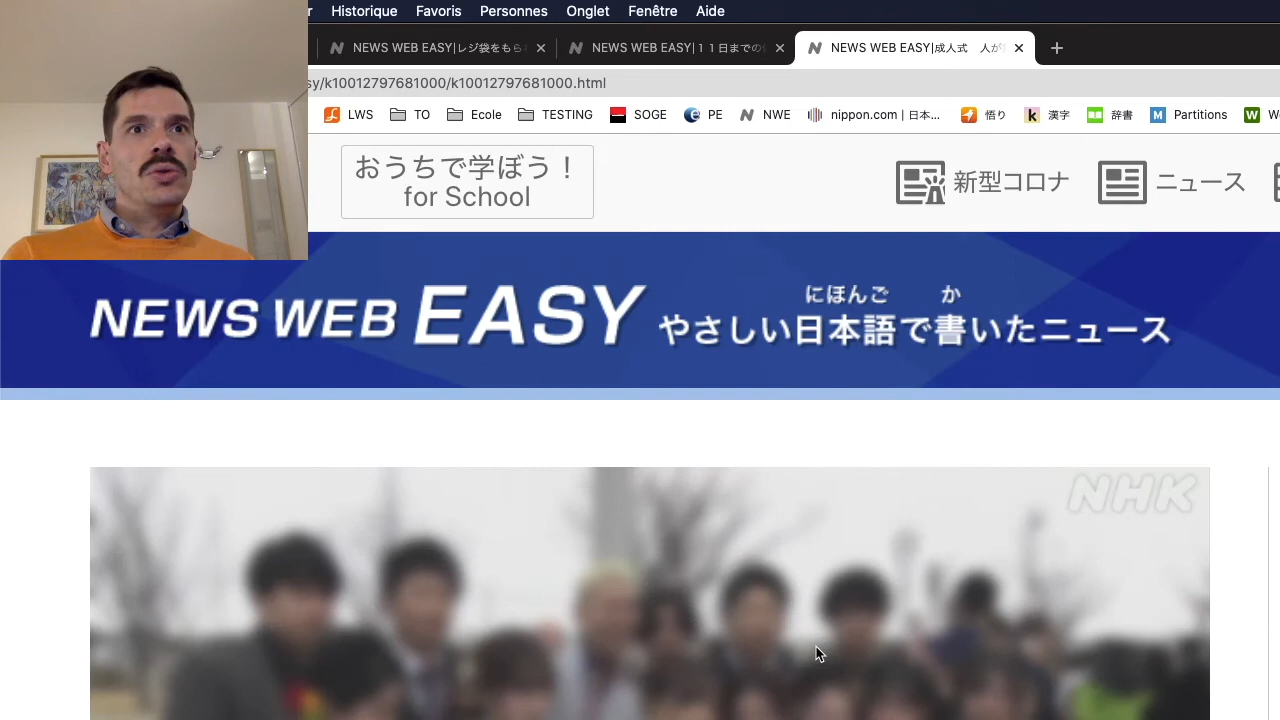 Historique Favoris Personnes Onglet Fenêtre Aide
NEWS WEB EASY|レジ袋をもら
NEWS WEB EASY|１１日までの
NEWS WEB EASY|成人式 人が
sy/k10012797681000/k10012797681000.html
LWS TO Ecole TESTING SOGE PE NWE nippon.com | 日本... 悟り 漢字 辞書 Partitions
おうちで学ぼう！
for School
新型コロナ
ニュース
にほんご か
NEWS WEB EASY やさしい日本語で書いたニュース
NHK